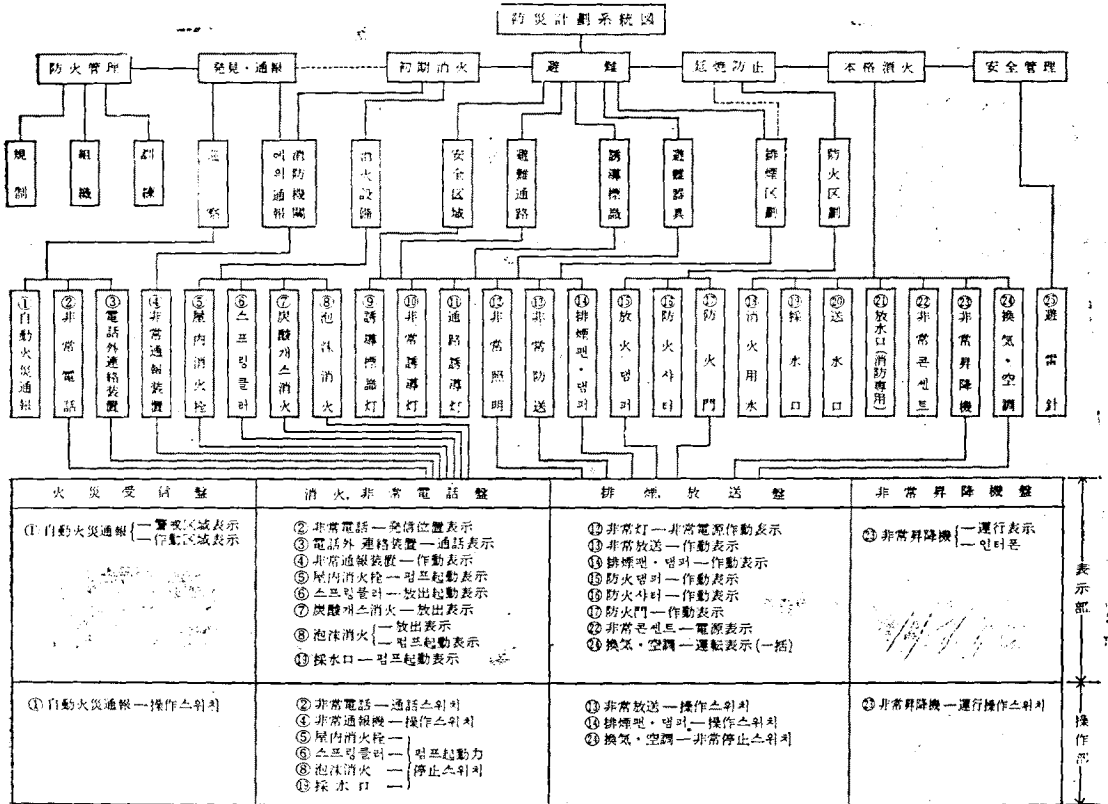 防災計劃系統図
防火管理
発見・通報
初期消火
避難
延焼防止
本格消火
安全管理
規制
組織
訓練
消防機關
에의通報
消火設備
安全区域
避難通路
誘導標識
避難器具
排煙区劃
防火区劃
①自動火災通報
②非常電話
③電話外連絡装置
④非常通報装置
⑤屋内消火栓
⑥스프링클러
⑦炭酸개스消火
⑧泡沫消火
⑨誘導標識灯
⑩非常誘導灯
⑪通路誘導灯
⑫非常照明
⑬非常防送
⑭排煙팬・댐퍼
⑮放火댐퍼
⑯防火샤터
⑰防火門
⑱消火用水
⑲採水口
⑳送水口
㉑放水口(消防専用)
㉒非常콘센트
㉓非常昇降機
㉔換気・空調
㉕避雷針
火災受信盤
消火,非常電話盤
排煙,放送盤
非常昇降機盤
①自動火災通報 ―警戒区域表示
―作動区域表示
②非常電話―発信位置表示
③電話外連絡装置―通話表示
④非常通報装置―作動表示
⑤屋内消火栓―펌프起動表示
⑥스프링클러―放出起動表示
⑦炭酸개스消火―放出表示
⑧泡沫消火 ―放出表示
―펌프起動表示
⑲採水口―펌프起動表示
⑫非常灯―非常電源作動表示
⑬非常放送―作動表示
⑭排煙팬・댐퍼―作動表示
⑮防火댐퍼―作動表示
⑯防火샤터―作動表示
⑰防火門―作動表示
㉒非常콘센트―電源表示
㉔換気・空調―運転表示(一括)
㉓非常昇降機 ―運行表示
―인터폰
表示部
①自動火災通報―操作스위치
②非常電話―通話스위치
④非常通報機―操作스위치
⑤屋内消火栓―
⑥스프링클러― 펌프起動力
⑧泡沫消火― 停止스위치
⑲採水口―
⑬非常放送―操作스위치
⑭排煙팬・댐퍼―操作스위치
㉔換気・空調―非常停止스위치
㉓非常昇降機―運行操作스위치
操作部